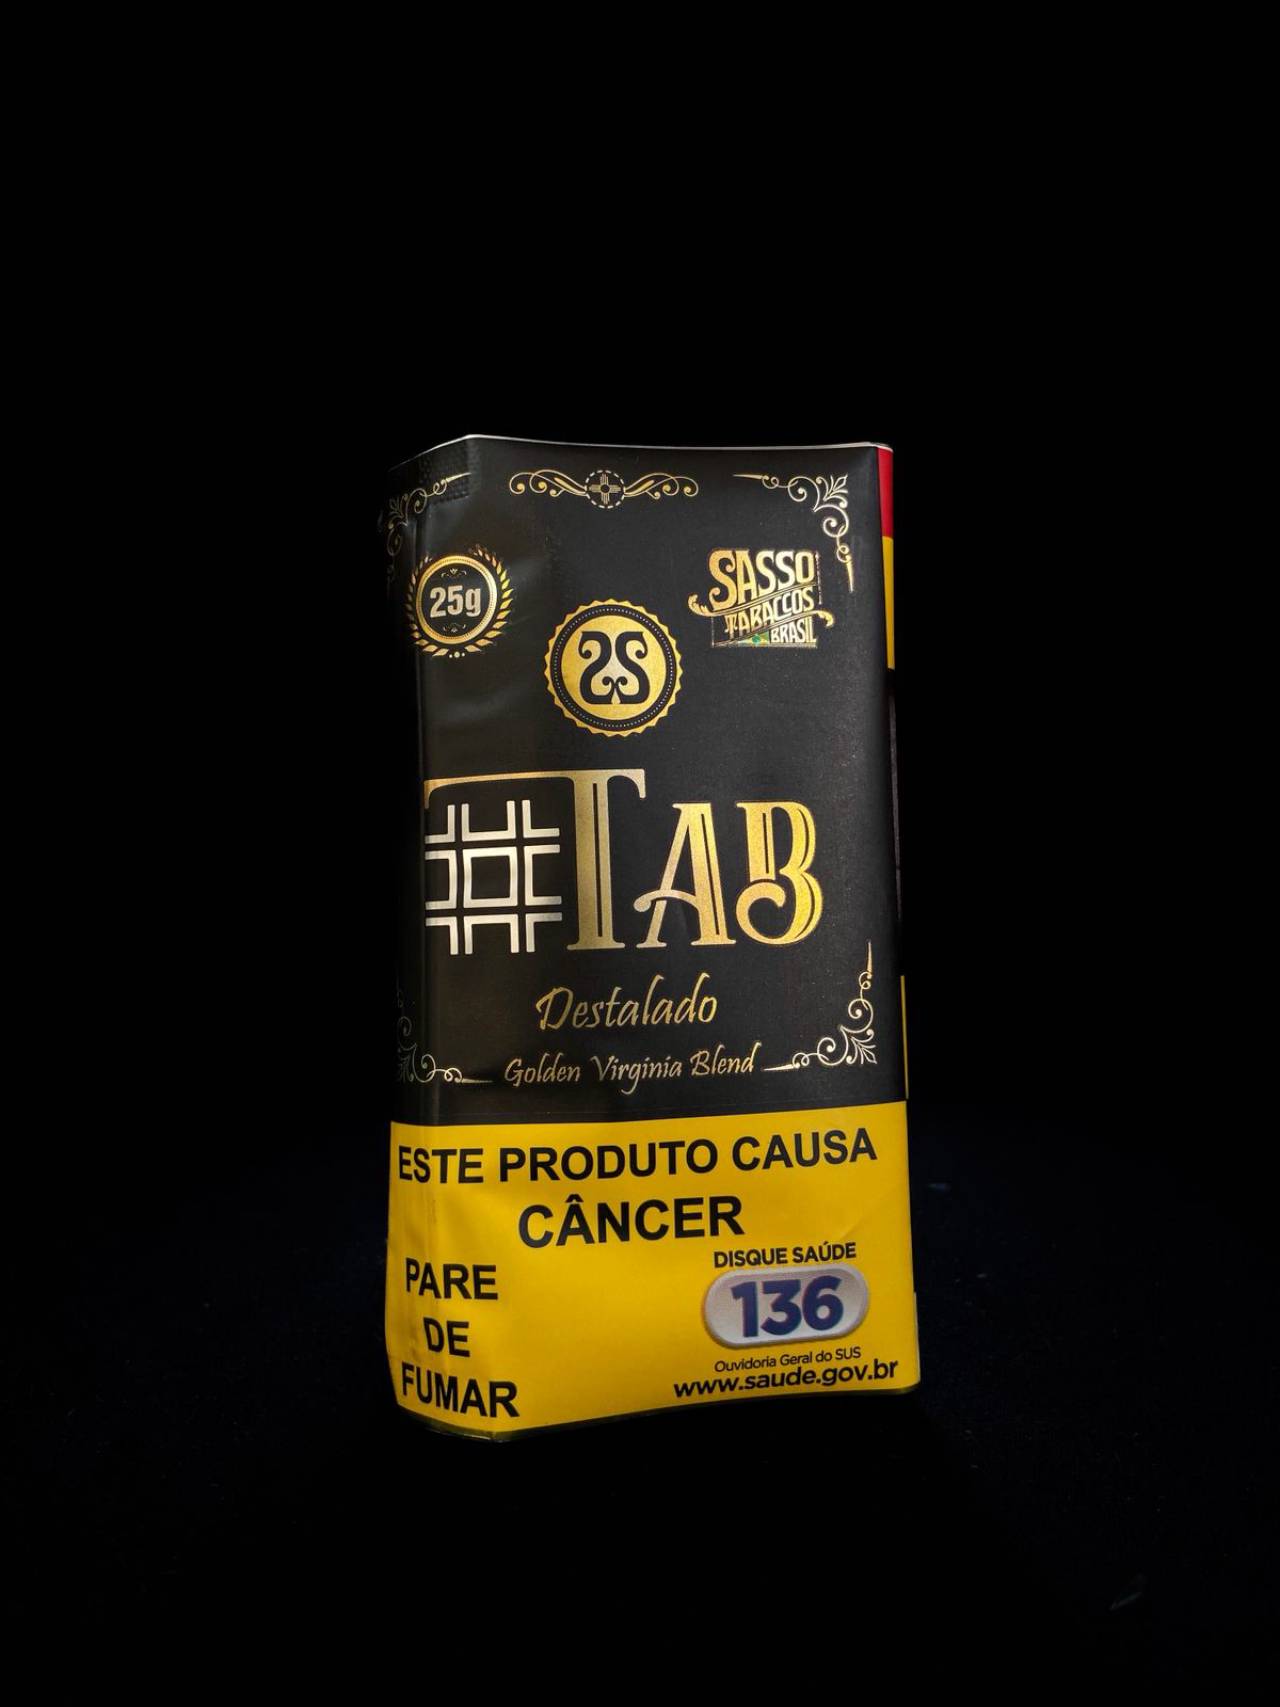 25g
SASSO
TABACCOS
BRASIL
#TAB
Destalado
Golden Virginia Blend
ESTE PRODUTO CAUSA
CÂNCER
PARE
DE
FUMAR
DISQUE SAÚDE
136
Ouvidoria Geral do SUS
www.saude.gov.br